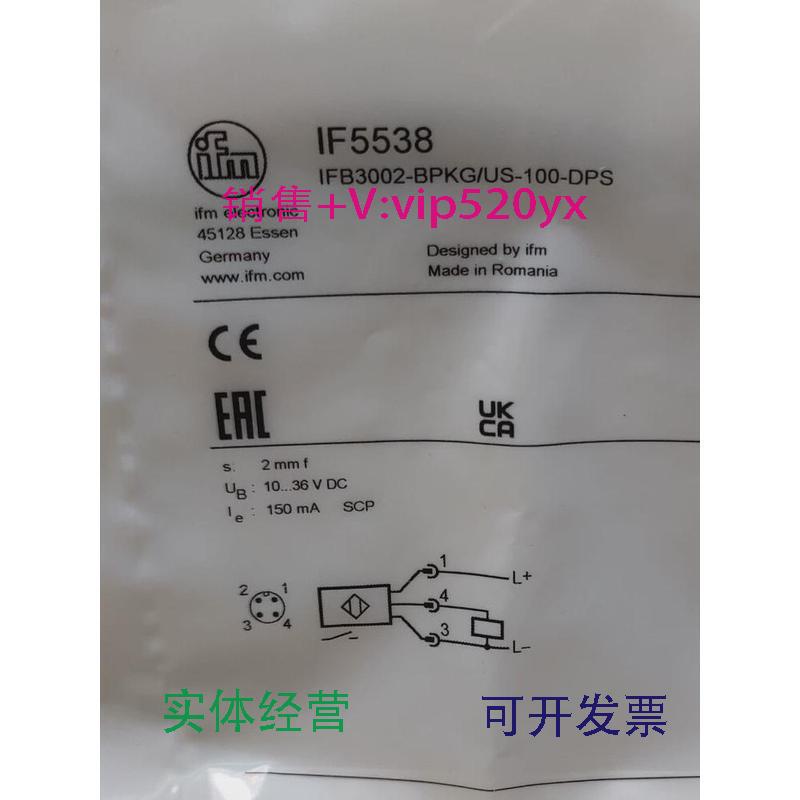 ifm
IF5538
IFB3002-BPKG/US-100-DPS
销售+V:vip520yx
ifm electronic
45128 Essen
Germany
www.ifm.com
Designed by ifm
Made in Romania
CE
EAC
UK
CA
s: 2 mm f
UB : 10...36 V DC
Ie : 150 mA SCP
2 1
3 4
1 L+
4
3 L-
实体经营
可开发票